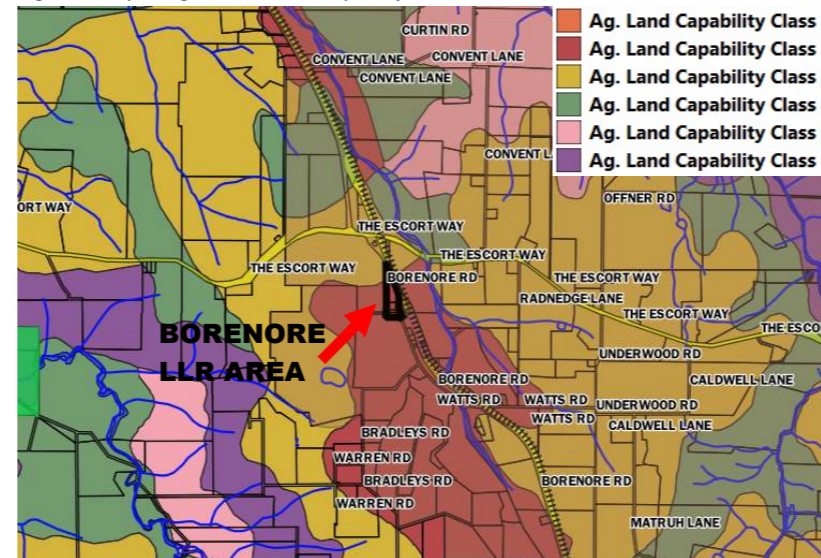 CURTIN RD
CONVENT LANE CONVENT LANE
CONVENT LANE
Ag. Land Capability Class
Ag. Land Capability Class
Ag. Land Capability Class
Ag. Land Capability Class
Ag. Land Capability Class
Ag. Land Capability Class
CONVENT L
OFFNER RD
ORT WAY
THE ESCORT WAY
THE ESCORT WAY
THE ESCORT WAY
BORENORE RD
THE ESCORT WAY
RADNEDGE LANE
THE ESCORT WAY
THE ESCO
BORENORE
LLR AREA
UNDERWOOD RD
BORENORE RD
CALDWELL LANE
WATTS RD
WATTS RD
UNDERWOOD RD
WATTS RD
CALDWELL LANE
BRADLEYS RD
WARREN RD
BRADLEYS RD
BORENORE RD
WARREN RD
MATRUH LANE